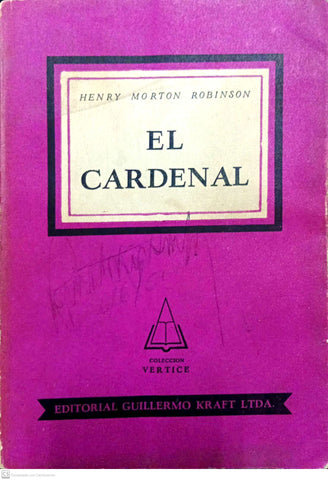 HENRY MORTON ROBINSON
EL
CARDENAL
COLECCION
VERTICE
EDITORIAL GUILLERMO KRAFT LTDA.